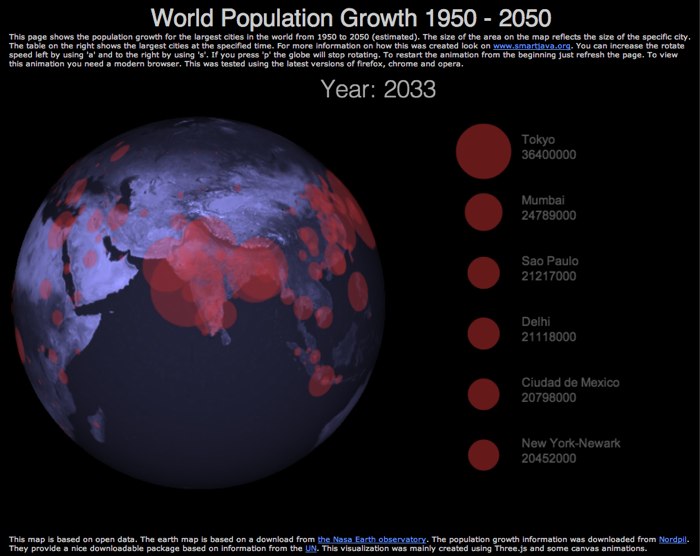 World Population Growth 1950 - 2050
This page shows the population growth for the largest cities in the world from 1950 to 2050 (estimated). The size of the area on the map reflects the size of the specific city.
The table on the right shows the largest cities at the specified time. For more information on how this was created look on www.smartjava.org. You can increase the rotate
speed left by using 'a' and to the right by using 's'. If you press 'p' the globe will stop rotating. To restart the animation from the beginning just refresh the page. To view
this animation you need a modern browser. This was tested using the latest versions of firefox, chrome and opera.
Year: 2033
Tokyo
36400000
Mumbai
24789000
Sao Paulo
21217000
Delhi
21118000
Ciudad de Mexico
20798000
New York-Newark
20452000
This map is based on open data. The earth map is based on a download from the Nasa Earth observatory. The population growth information was downloaded from Nordpil.
They provide a nice downloadable package based on information from the UN. This visualization was mainly created using Three.js and some canvas animations.